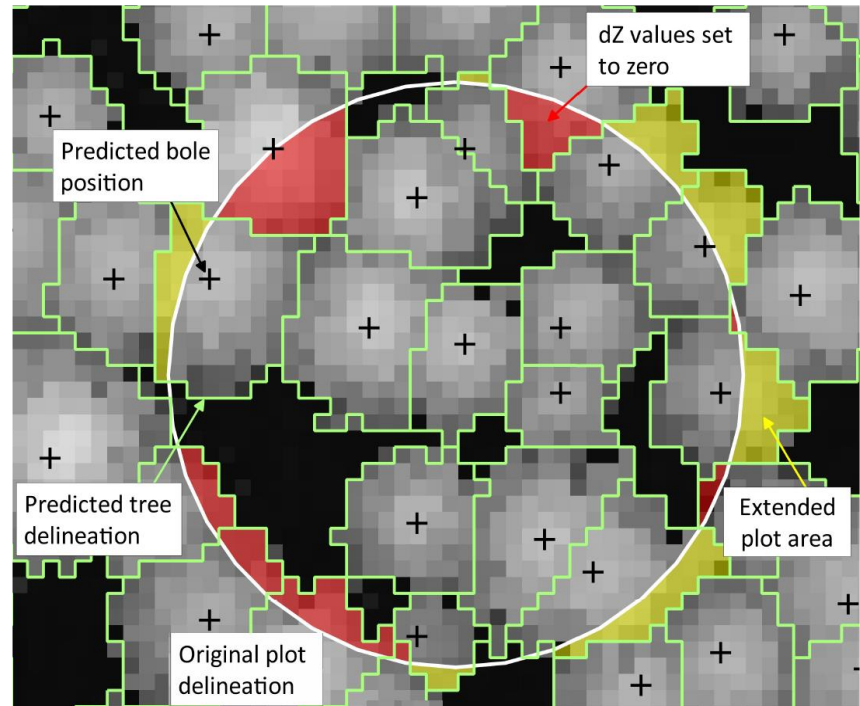 dZ values set
to zero
Predicted bole
position
Predicted tree
delineation
Extended
plot area
Original plot
delineation